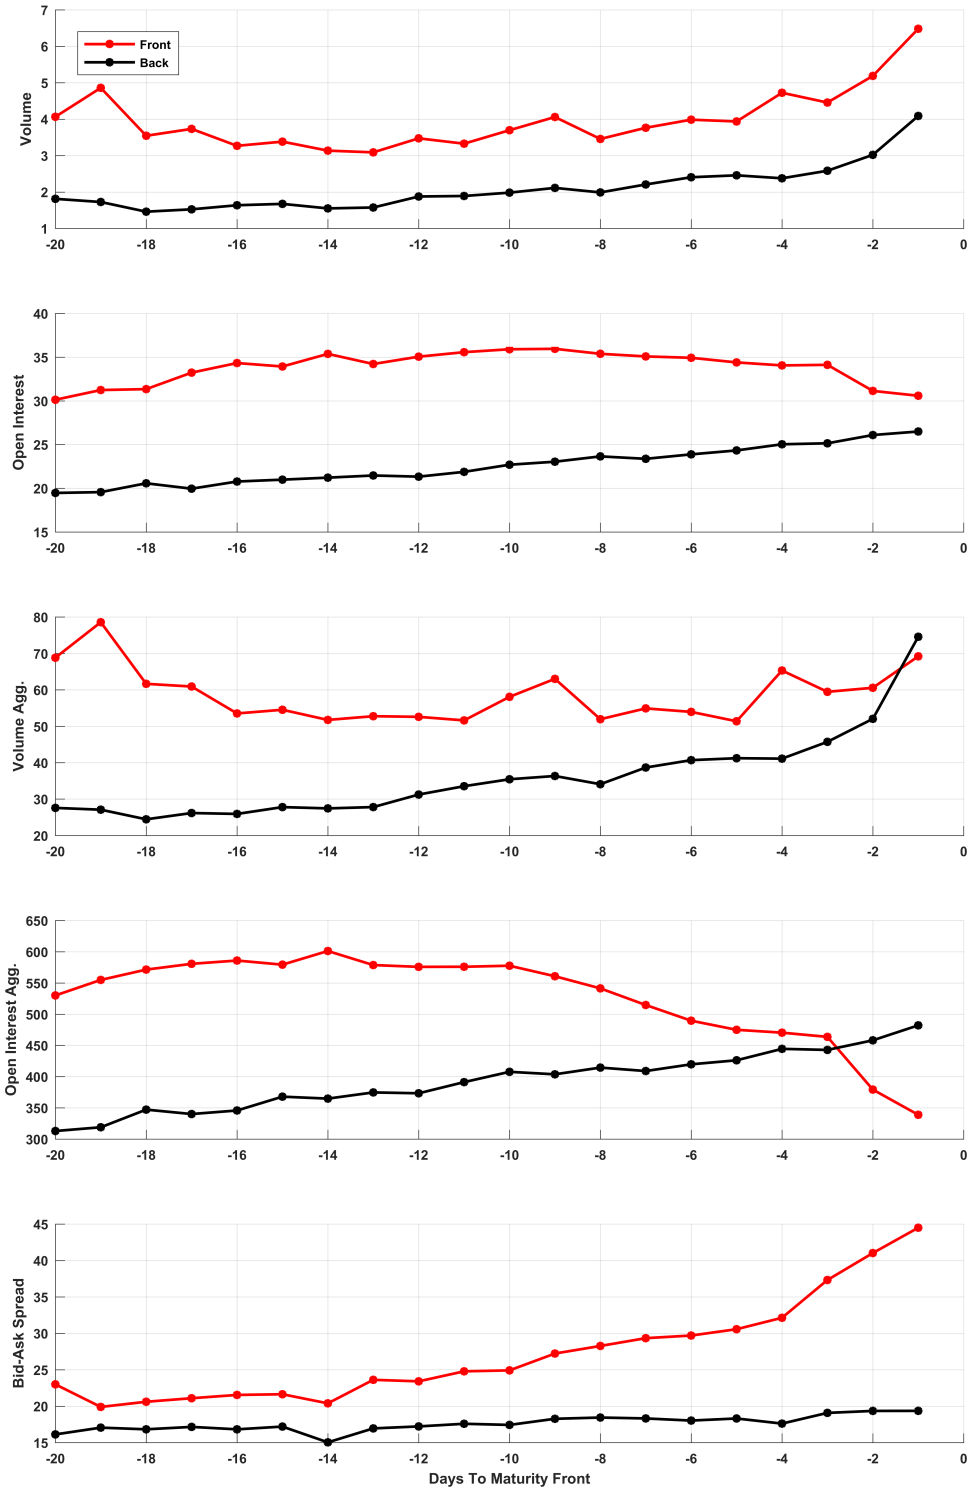 7
6
5
4
3
2
1
Volume
Front
Back
-20 -18 -16 -14 -12 -10 -8 -6 -4 -2 0
40
35
30
25
20
15
Open Interest
-20 -18 -16 -14 -12 -10 -8 -6 -4 -2 0
80
70
60
50
40
30
20
Volume Agg.
-20 -18 -16 -14 -12 -10 -8 -6 -4 -2 0
650
600
550
500
450
400
350
300
Open Interest Agg.
-20 -18 -16 -14 -12 -10 -8 -6 -4 -2 0
45
40
35
30
25
20
15
Bid-Ask Spread
-20 -18 -16 -14 -12 -10 -8 -6 -4 -2 0
Days To Maturity Front